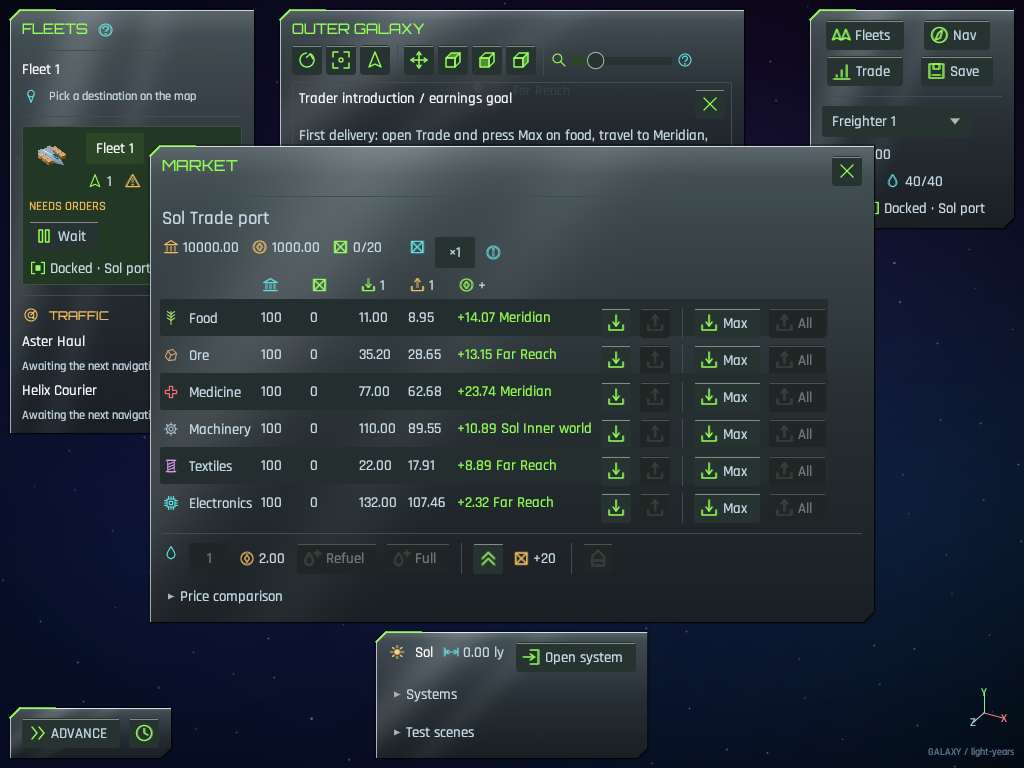 FLEETS
Fleet 1
Pick a destination on the map
Fleet 1
1
NEEDS ORDERS
Wait
Docked · Sol port
TRAFFIC
Aster Haul
Awaiting the next navigati
Helix Courier
Awaiting the next navigati
OUTER GALAXY
Far Reach
Trader introduction / earnings goal
First delivery: open Trade and press Max on food, travel to Meridian,
Fleets
Nav
Trade
Save
Freighter 1
00
40/40
Docked · Sol port
MARKET
Sol Trade port
10000.00 1000.00 0/20 ×1
1 1 +
Food 100 0 11.00 8.95 +14.07 Meridian Max All
Ore 100 0 35.20 28.65 +13.15 Far Reach Max All
Medicine 100 0 77.00 62.68 +23.74 Meridian Max All
Machinery 100 0 110.00 89.55 +10.89 Sol Inner world Max All
Textiles 100 0 22.00 17.91 +8.89 Far Reach Max All
Electronics 100 0 132.00 107.46 +2.32 Far Reach Max All
1 2.00 Refuel Full +20
Price comparison
Sol 0.00 ly Open system
Systems
Test scenes
ADVANCE
Y
Z X
GALAXY / light-years